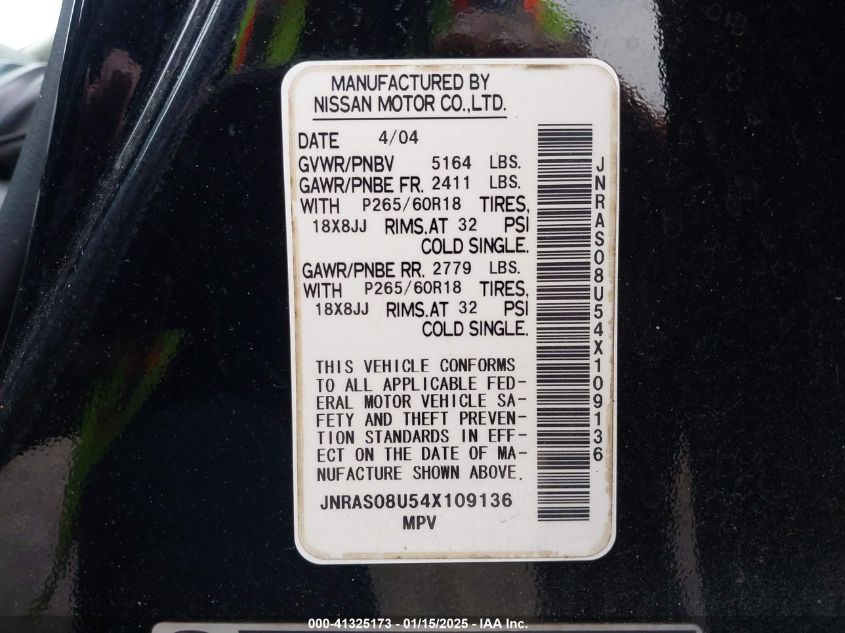 MANUFACTURED BY
NISSAN MOTOR CO.,LTD.
DATE 4/04
GVWR/PNBV 5164 LBS.
GAWR/PNBE FR. 2411 LBS.
WITH P265/60R18 TIRES,
18X8JJ RIMS.AT 32 PSI
COLD SINGLE.
GAWR/PNBE RR. 2779 LBS.
WITH P265/60R18 TIRES,
18X8JJ RIMS.AT 32 PSI
COLD SINGLE.
THIS VEHICLE CONFORMS
TO ALL APPLICABLE FED-
ERAL MOTOR VEHICLE SA-
FETY AND THEFT PREVEN-
TION STANDARDS IN EFF-
ECT ON THE DATE OF MA-
NUFACTURE SHOWN ABOVE.
JNRAS08U54X109136
MPV
JNRAS08U54X109136
000-41325173 - 01/15/2025 - IAA Inc.